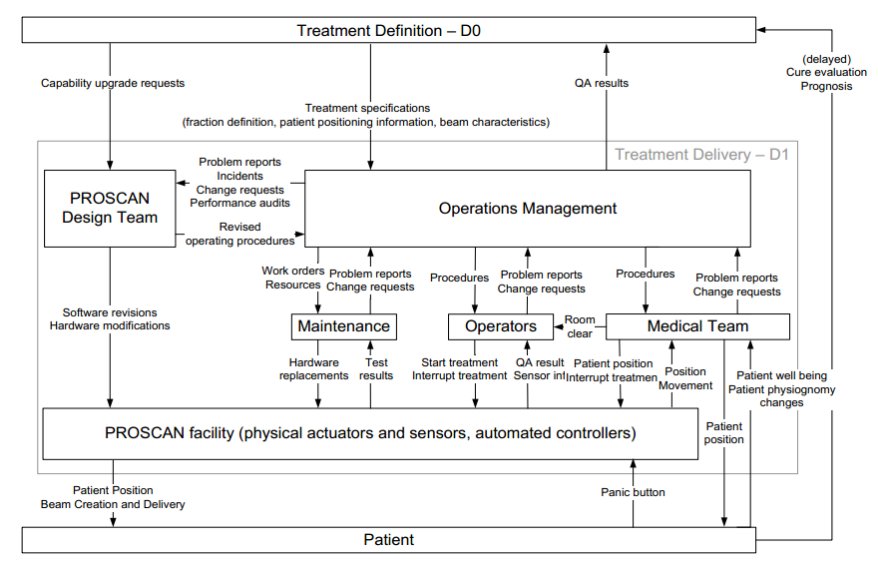 Treatment Definition – D0
Capability upgrade requests
Treatment specifications
(fraction definition, patient positioning information, beam characteristics)
QA results
(delayed)
Cure evaluation
Prognosis
Treatment Delivery – D1
PROSCAN
Design Team
Problem reports
Incidents
Change requests
Performance audits
Revised
operating procedures
Operations Management
Software revisions
Hardware modifications
Work orders
Resources
Problem reports
Change requests
Procedures
Problem reports
Change requests
Procedures
Problem reports
Change requests
Maintenance
Operators
Room
clear
Medical Team
Hardware
replacements
Test
results
Start treatment
Interrupt treatment
QA result
Sensor inf
Patient position
Interrupt treatmen
Position
Movement
Patient well being
Patient physiognomy
changes
PROSCAN facility (physical actuators and sensors, automated controllers)
Patient
position
Patient Position
Beam Creation and Delivery
Panic button
Patient